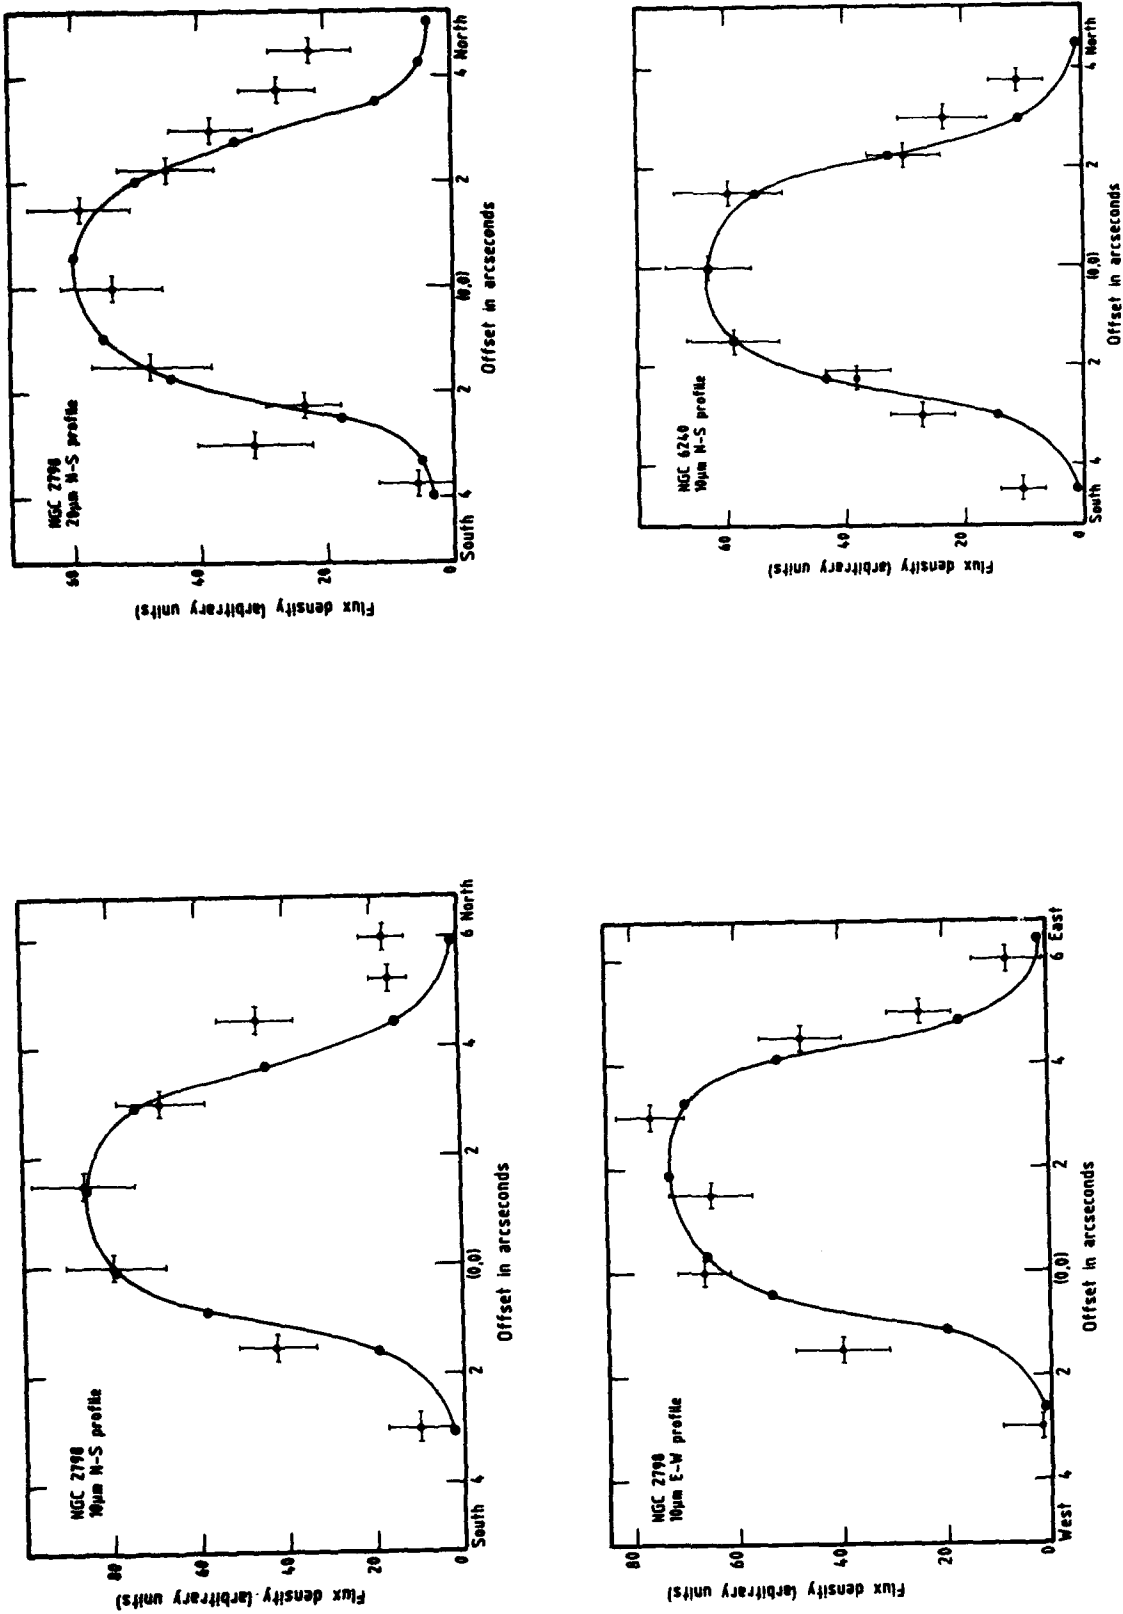 NGC 2798
10µm N-S profile
Flux density (arbitrary units)
80
40
20
0
South 4 2 (0,0) 2 4 6 North
Offset in arcseconds
NGC 2798
20µm N-S profile
Flux density (arbitrary units)
60
40
20
0
South 4 2 (0,0) 2 4 North
Offset in arcseconds
NGC 2798
10µm E-W profile
Flux density (arbitrary units)
80
60
40
20
0
West 4 2 (0,0) 2 4 6 East
Offset in arcseconds
NGC 6240
10µm N-S profile
Flux density (arbitrary units)
60
40
20
0
South 4 2 (0,0) 2 4 North
Offset in arcseconds